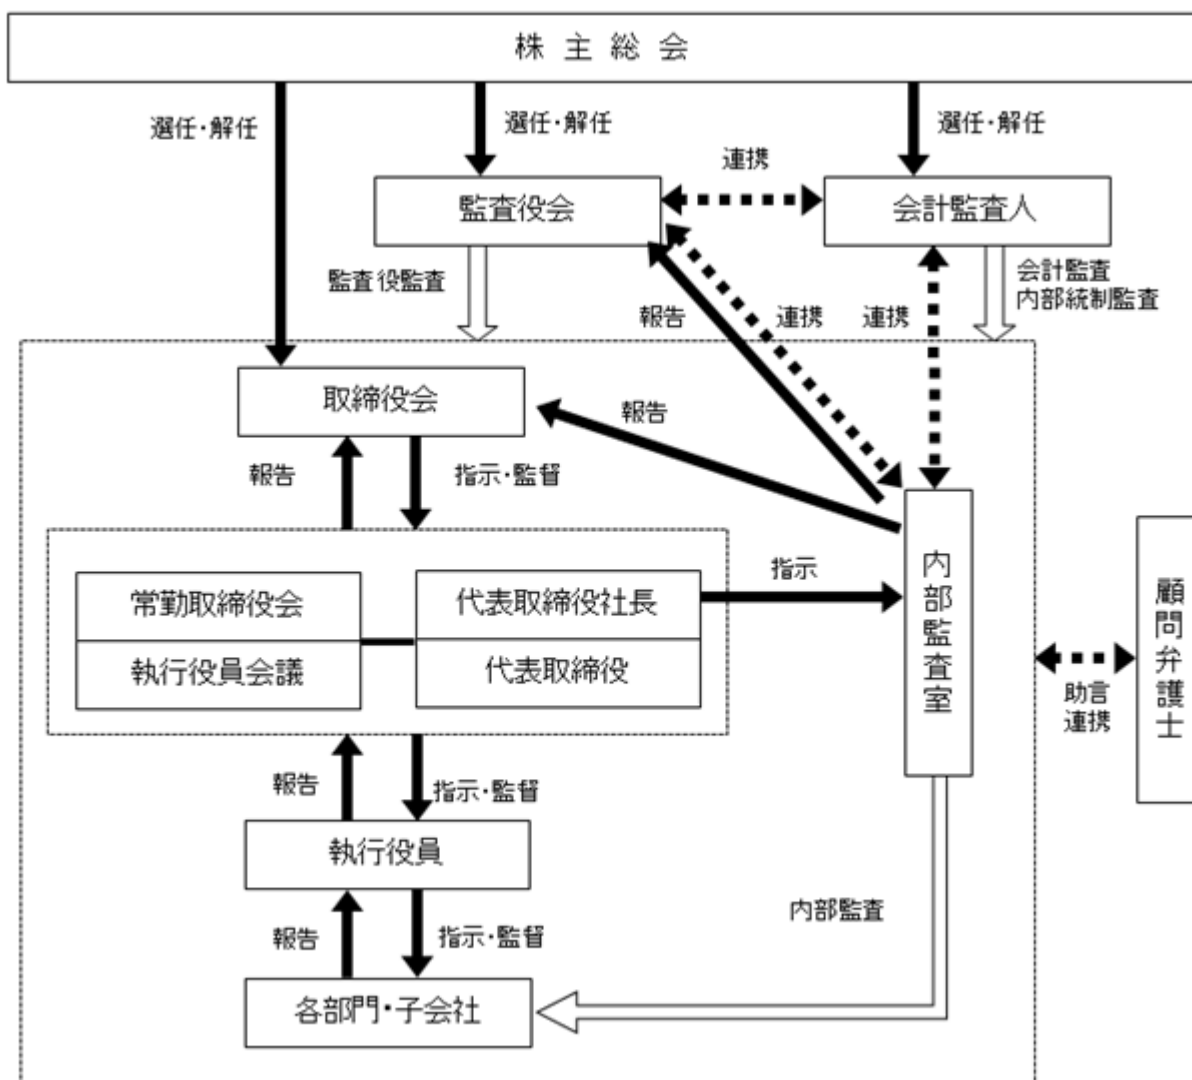 株主総会
選任・解任
選任・解任
選任・解任
連携
監査役会
会計監査人
監査役監査
会計監査
内部統制監査
報告
連携
連携
取締役会
報告
報告
指示・監督
指示
内部監査室
常勤取締役会
代表取締役社長
執行役員会議
代表取締役
顧問弁護士
助言
連携
報告
指示・監督
執行役員
内部監査
報告
指示・監督
各部門・子会社